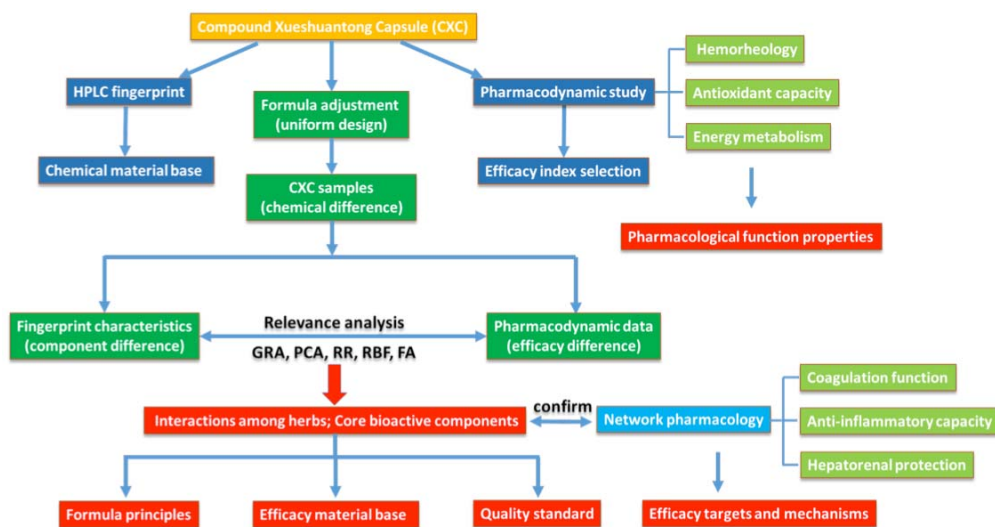 Compound Xueshuantong Capsule (CXC)
HPLC fingerprint
Formula adjustment
(uniform design)
Pharmacodynamic study
Hemorheology
Antioxidant capacity
Energy metabolism
Chemical material base
CXC samples
(chemical difference)
Efficacy index selection
Pharmacological function properties
Fingerprint characteristics
(component difference)
Relevance analysis
GRA, PCA, RR, RBF, FA
Pharmacodynamic data
(efficacy difference)
Interactions among herbs; Core bioactive components
confirm
Network pharmacology
Coagulation function
Anti-inflammatory capacity
Hepatorenal protection
Formula principles
Efficacy material base
Quality standard
Efficacy targets and mechanisms